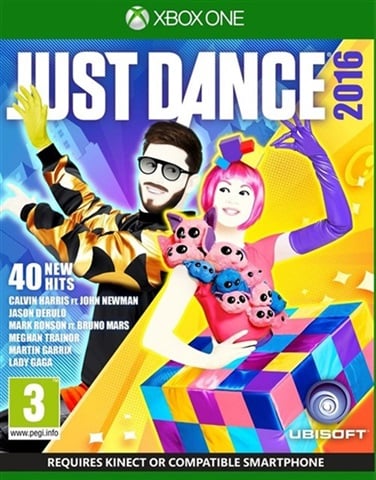 XBOX ONE
JUST DANCE
2016
40 NEW
HITS
CALVIN HARRIS FT. JOHN NEWMAN
JASON DERULO
MARK RONSON FT. BRUNO MARS
MEGHAN TRAINOR
MARTIN GARRIX
LADY GAGA
3
www.pegi.info
UBISOFT
REQUIRES KINECT OR COMPATIBLE SMARTPHONE